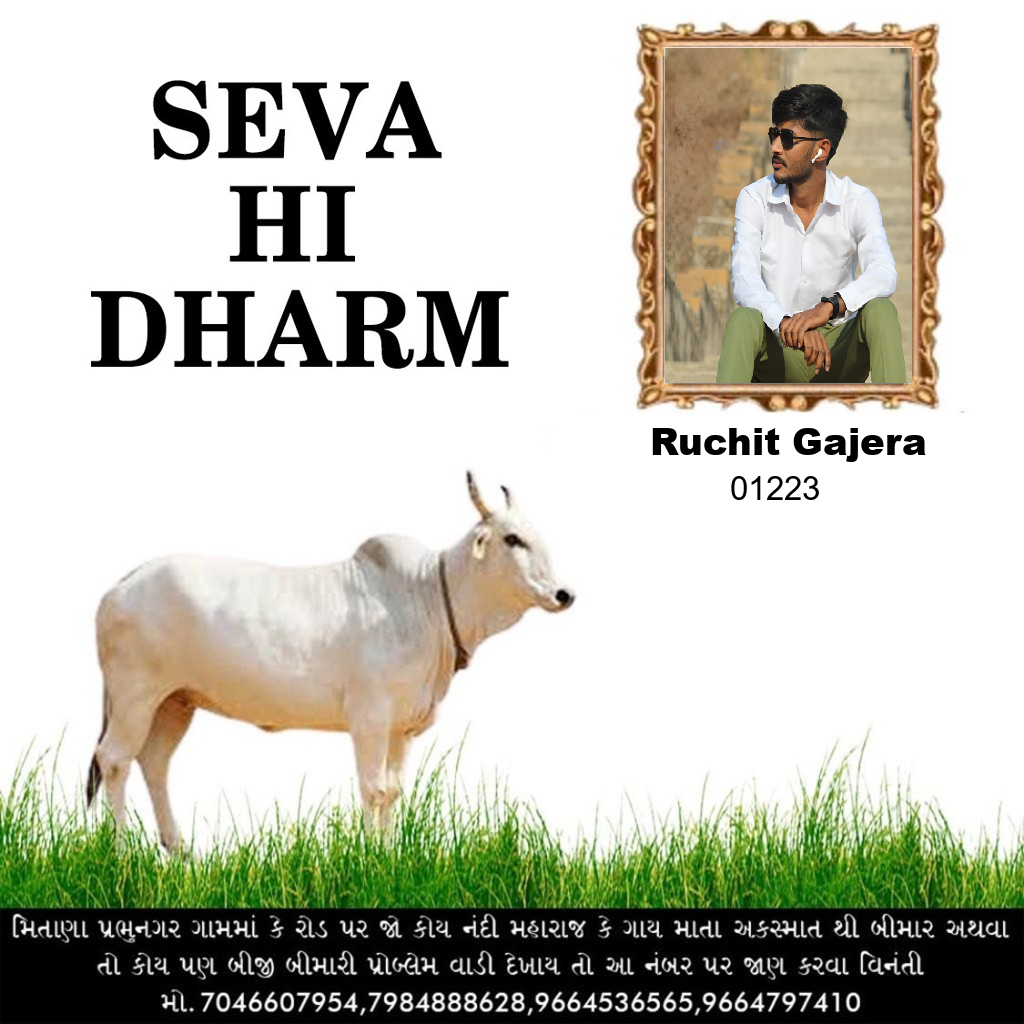 SEVA
HI
DHARM
Ruchit Gajera
01223
મિતાણા પ્રભુનગર ગામમાં કે રોડ પર જો કોય નંદી મહારાજ કે ગાય માતા અકસ્માત થી બીમાર અથવા
તો કોય પણ બીજી બીમારી પ્રોબ્લેમ વાડી દેખાય તો આ નંબર પર જાણ કરવા વિનંતી
મો. 7046607954,7984888628,9664536565,9664797410